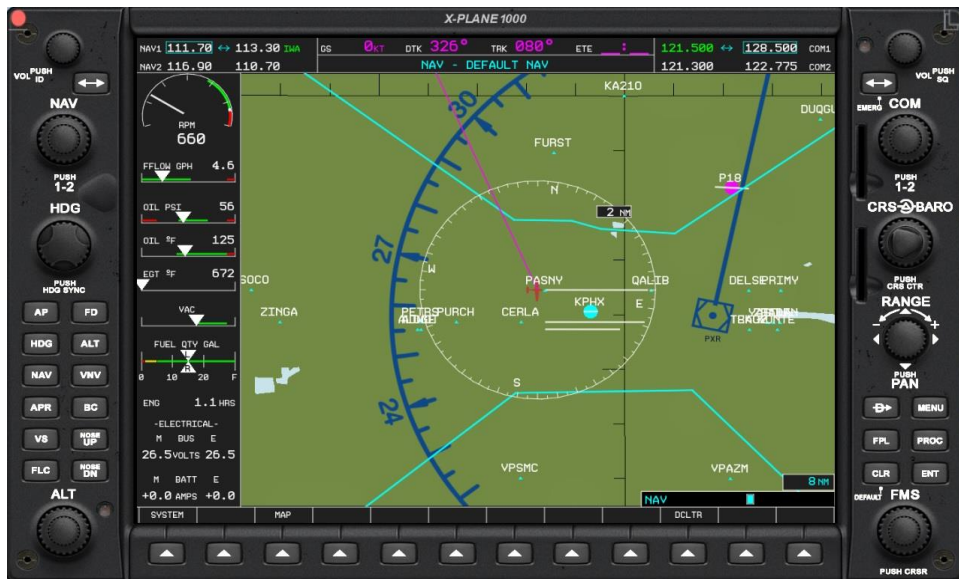 X-PLANE 1000
NAV1 111.70 ↔ 113.30 IWA
NAV2 116.90 110.70
GS 0KT DTK 326° TRK 080° ETE __:__
NAV - DEFAULT NAV
121.500 ↔ 128.500 COM1
121.300 122.775 COM2
VOL PUSH ID
NAV
PUSH 1-2
HDG
PUSH HDG SYNC
AP FD
HDG ALT
NAV VNV
APR BC
VS NOSE UP
FLC NOSE DN
ALT
RPM
660
FFLOW GPH 4.6
OIL PSI 56
OIL ºF 125
EGT ºF 672
VAC
FUEL QTY GAL
L
R
0 10 20 F
ENG 1.1 HRS
-ELECTRICAL-
M BUS E
26.5 VOLTS 26.5
M BATT E
+0.0 AMPS +0.0
KA210
30
FURST
P18
N
2 NM
27
W
SOCO
PASNY
QALIB
E
DELSI
PRIMY
ZINGA
PURCH
CERLA
KPHX
PXR
S
24
VPSMC
VPAZM
8 NM
NAV
SYSTEM MAP DCLTR
VOL PUSH SQ
EMERG COM
PUSH 1-2
CRS BARO
PUSH CRS CTR
RANGE
- +
PUSH PAN
D MENU
FPL PROC
CLR ENT
DEFAULT FMS
PUSH CRSR